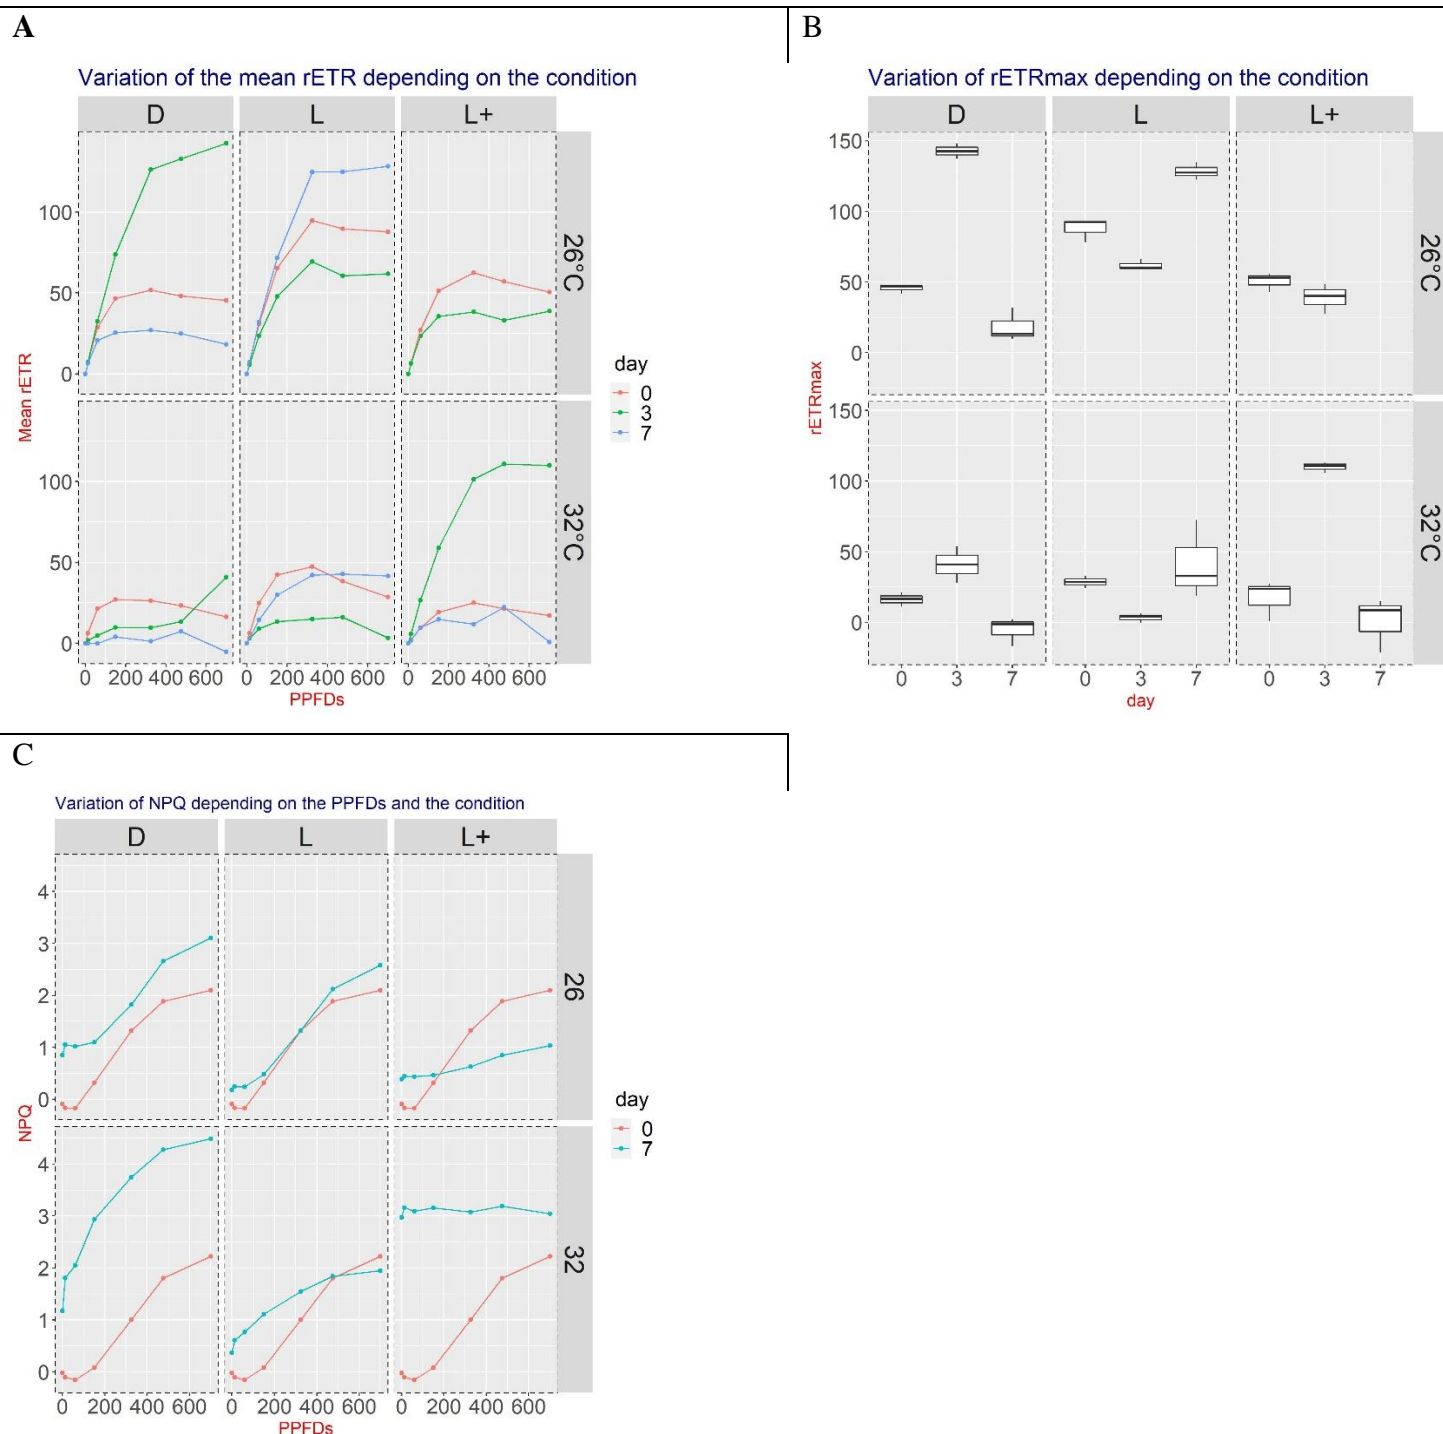 A
Variation of the mean rETR depending on the condition
D L L+
100
50
0
26°C
100
50
0
32°C
Mean rETR
0 200 400 600 0 200 400 600 0 200 400 600
PPFDs
day
0
3
7
B
Variation of rETRmax depending on the condition
D L L+
150
100
50
0
26°C
150
100
50
0
32°C
rETRmax
0 3 7 0 3 7 0 3 7
day
C
Variation of NPQ depending on the PPFDs and the condition
D L L+
4
3
2
1
0
26
4
3
2
1
0
32
NPQ
0 200 400 600 0 200 400 600 0 200 400 600
PPFDs
day
0
7